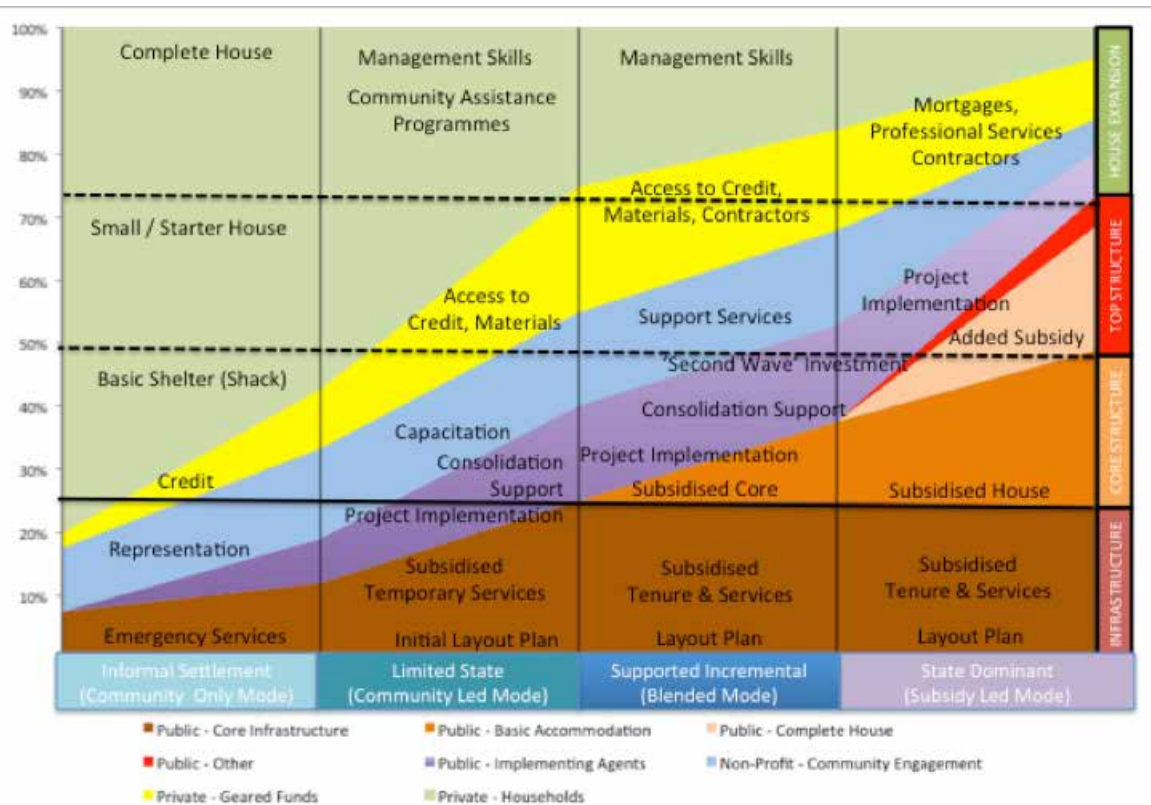 100%
90%
80%
70%
60%
50%
40%
30%
20%
10%
Complete House
Management Skills
Community Assistance
Programmes
Management Skills
Mortgages,
Professional Services
Contractors
Small / Starter House
Access to
Credit, Materials
Access to Credit,
Materials, Contractors
Support Services
Project
Implementation
Added Subsidy
Basic Shelter (Shack)
Credit
Capacitation
Consolidation
Support
"Second Wave" Investment
Consolidation Support
Project Implementation
Subsidised Core
Subsidised House
Representation
Project Implementation
Subsidised
Temporary Services
Subsidised
Tenure & Services
Subsidised
Tenure & Services
Emergency Services
Initial Layout Plan
Layout Plan
Layout Plan
HOUSE EXPANSION
TOP STRUCTURE
CORE STRUCTURE
INFRASTRUCTURE
Informal Settlement
(Community Only Mode)
Limited State
(Community Led Mode)
Supported Incremental
(Blended Mode)
State Dominant
(Subsidy Led Mode)
Public - Core Infrastructure
Public - Basic Accommodation
Public - Complete House
Public - Other
Public - Implementing Agents
Non-Profit - Community Engagement
Private - Geared Funds
Private - Households